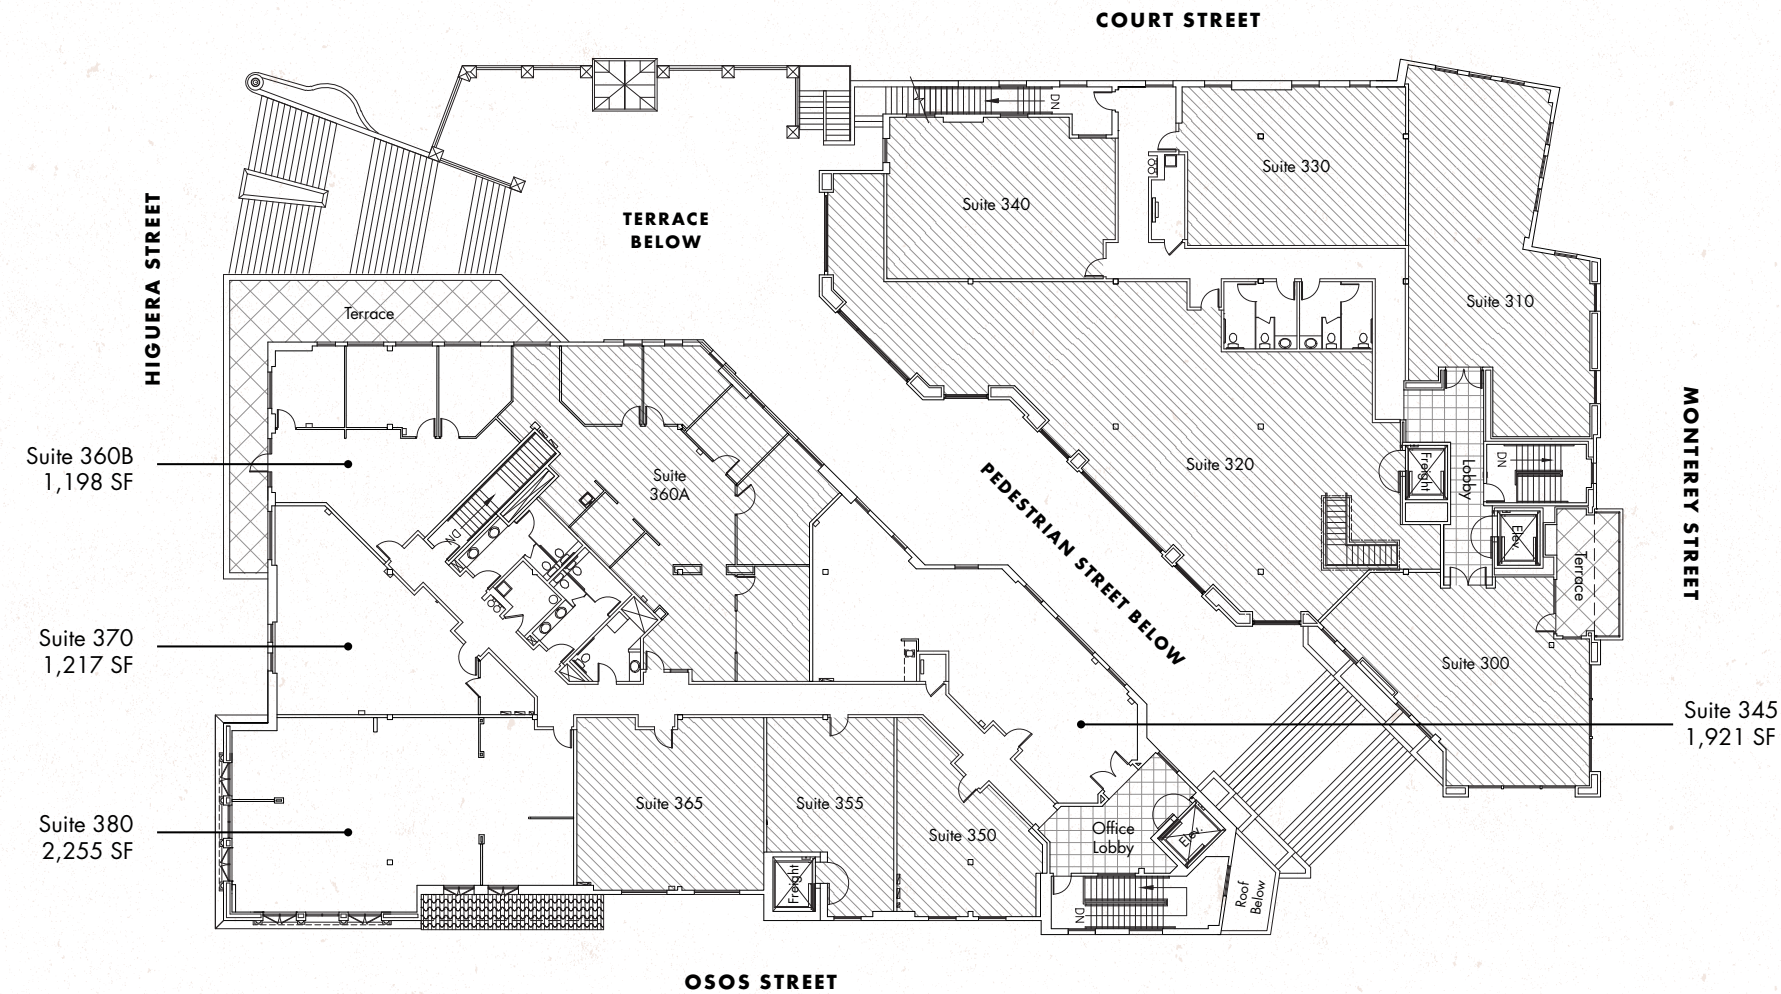 COURT STREET
HIGUERA STREET
TERRACE
BELOW
DN
Suite 330
Suite 340
Suite 310
Terrace
Suite 360B
1,198 SF
Suite
360A
DN
PEDESTRIAN STREET BELOW
Suite 320
Freight
Lobby
DN
Elev.
Terrace
MONTEREY STREET
Suite 370
1,217 SF
Suite 300
Suite 345
1,921 SF
Suite 380
2,255 SF
Suite 365
Suite 355
Suite 350
Office
Lobby
Elev.
Freight
DN
Roof
Below
OSOS STREET